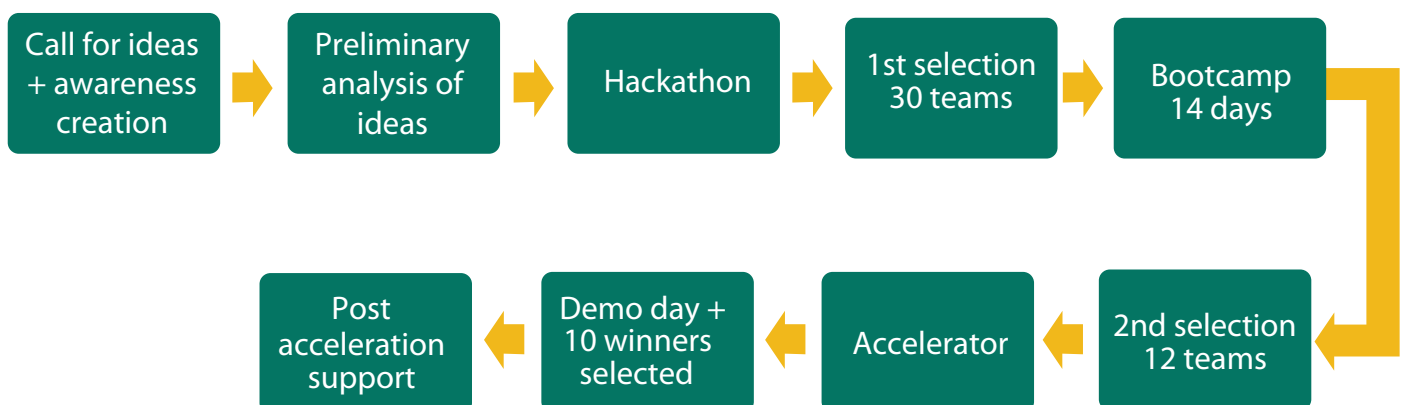 Call for ideas
+ awareness
creation
Preliminary
analysis of
ideas
Hackathon
1st selection
30 teams
Bootcamp
14 days
2nd selection
12 teams
Accelerator
Demo day +
10 winners
selected
Post
acceleration
support